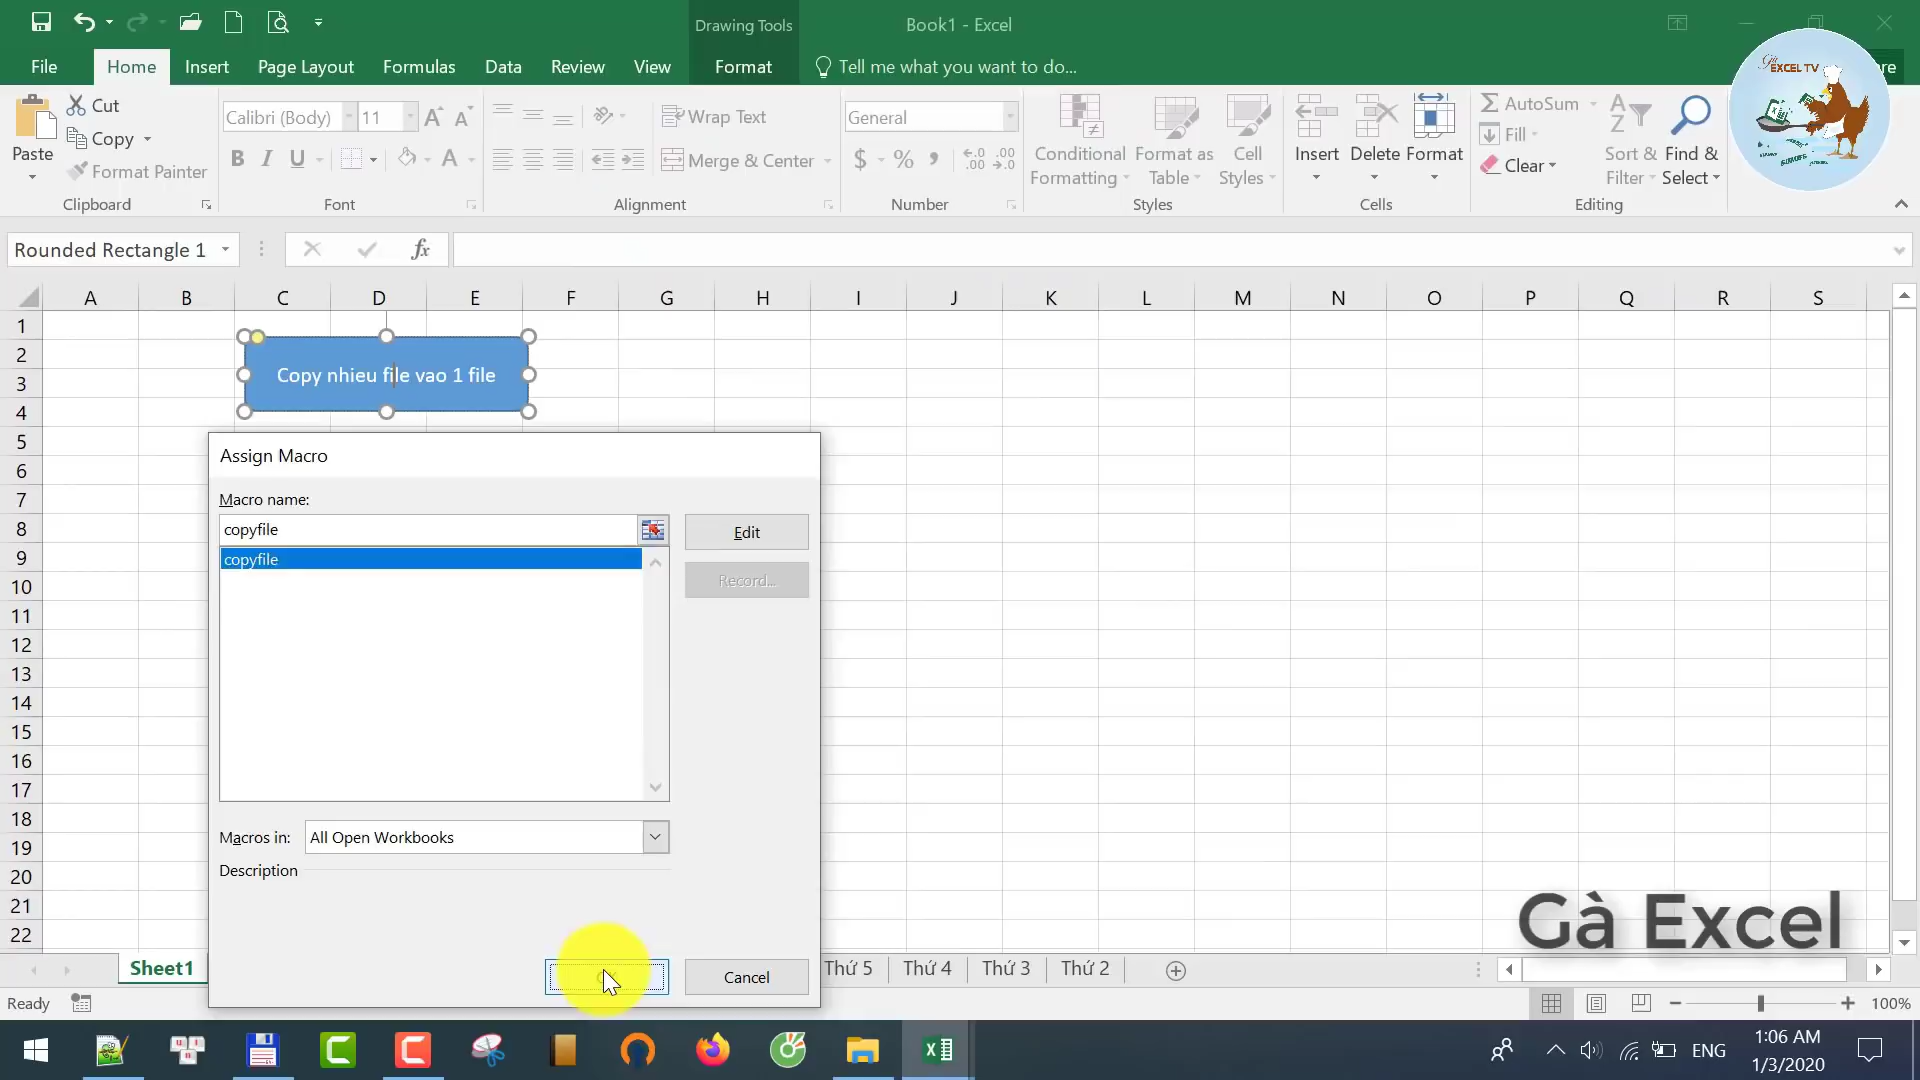 Drawing Tools
Book1 - Excel
File
Home
Insert
Page Layout
Formulas
Data
Review
View
Format
Tell me what you want to do...
EXCEL TV
Cut
Copy
Format Painter
Paste
Clipboard
Calibri (Body)
11
B I U
Font
Wrap Text
Merge & Center
Alignment
General
$ % ,
Number
Conditional Formatting
Format as Table
Cell Styles
Styles
Insert
Delete
Format
Cells
AutoSum
Fill
Clear
Sort & Filter
Find & Select
Editing
Rounded Rectangle 1
fx
A B C D E F G H I J K L M N O P Q R S
1
2
3
4
5
6
7
8
9
10
11
12
13
14
15
16
17
18
19
20
21
22
Copy nhieu file vao 1 file
Assign Macro
Macro name:
copyfile
Edit
copyfile
Record...
Macros in:
All Open Workbooks
Description
Cancel
Gà Excel
Sheet1
Thứ 5
Thứ 4
Thứ 3
Thứ 2
Ready
100%
ENG
1:06 AM
1/3/2020